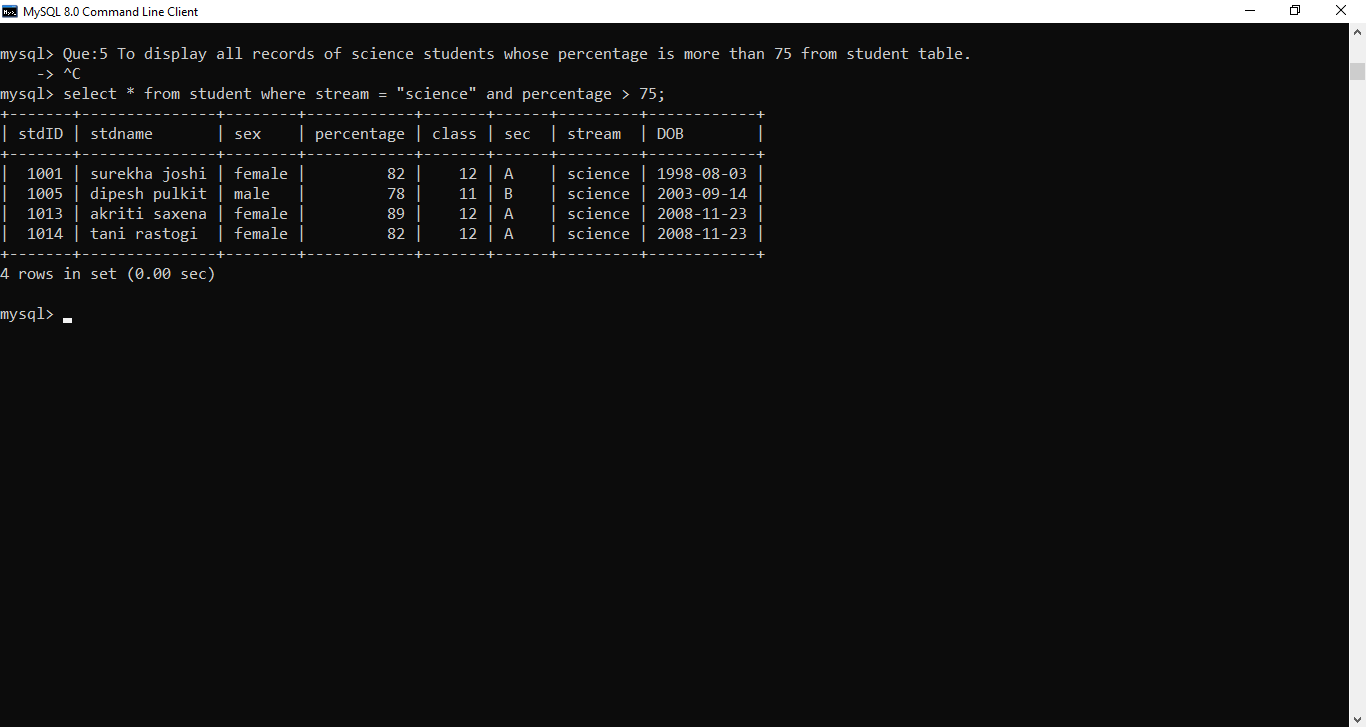 MySQL 8.0 Command Line Client
mysql> Que:5 To display all records of science students whose percentage is more than 75 from student table.
    -> ^C
mysql> select * from student where stream = "science" and percentage > 75;
+-------+---------------+--------+------------+-------+------+---------+------------+
| stdID | stdname       | sex    | percentage | class | sec  | stream  | DOB        |
+-------+---------------+--------+------------+-------+------+---------+------------+
|  1001 | surekha joshi | female |         82 |    12 | A    | science | 1998-08-03 |
|  1005 | dipesh pulkit | male   |         78 |    11 | B    | science | 2003-09-14 |
|  1013 | akriti saxena | female |         89 |    12 | A    | science | 2008-11-23 |
|  1014 | tani rastogi  | female |         82 |    12 | A    | science | 2008-11-23 |
+-------+---------------+--------+------------+-------+------+---------+------------+
4 rows in set (0.00 sec)
mysql>